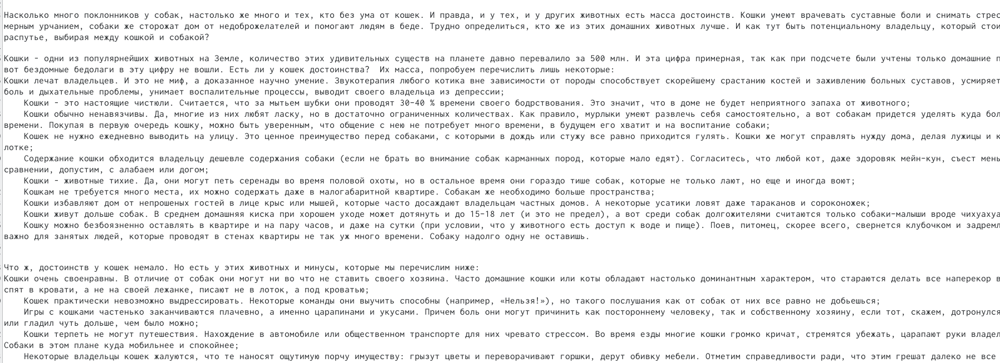 Насколько много поклонников у собак, настолько же много и тех, кто без ума от кошек. И правда, и у тех, и у других животных есть масса достоинств. Кошки умеют врачевать суставные боли и снимать стрес
мерным урчанием, собаки же сторожат дом от недоброжелателей и помогают людям в беде. Трудно определиться, кто же из этих домашних животных лучше. И как тут быть потенциальному владельцу, который стои
распутье, выбирая между кошкой и собакой?
Кошки - одни из популярнейших животных на Земле, количество этих удивительных существ на планете давно перевалило за 500 млн. И эта цифра примерная, так как при подсчете были учтены только домашние п
вот бездомные бедолаги в эту цифру не вошли. Есть ли у кошек достоинства?  Их масса, попробуем перечислить лишь некоторые:
Кошки лечат владельцев. И это не миф, а доказанное научно умение. Звукотерапия любого котика вне зависимости от породы способствует скорейшему срастанию костей и заживлению больных суставов, усмиряет
боль и дыхательные проблемы, унимает воспалительные процессы, выводит своего владельца из депрессии;
Кошки - это настоящие чистюли. Считается, что за мытьем шубки они проводят 30-40 % времени своего бодрствования. Это значит, что в доме не будет неприятного запаха от животного;
Кошки обычно ненавязчивы. Да, многие из них любят ласку, но в достаточно ограниченных количествах. Как правило, мурлыки умеют развлечь себя самостоятельно, а вот собакам придется уделять куда бол
времени. Покупая в первую очередь кошку, можно быть уверенным, что общение с нею не потребует много времени, в будущем его хватит и на воспитание собаки;
Кошек не нужно ежедневно выводить на улицу. Это ценное преимущество перед собаками, с которыми в дождь или стужу все равно приходится гулять. Кошки же могут справлять нужду дома, делая лужицы и к
лотке;
Содержание кошки обходится владельцу дешевле содержания собаки (если не брать во внимание собак карманных пород, которые мало едят). Согласитесь, что любой кот, даже здоровяк мейн-кун, съест мень
сравнении, допустим, с алабаем или догом;
Кошки - животные тихие. Да, они могут петь серенады во время половой охоты, но в остальное время они гораздо тише собак, которые не только лают, но еще и иногда воют;
Кошкам не требуется много места, их можно содержать даже в малогабаритной квартире. Собакам же необходимо больше пространства;
Кошки избавляют дом от непрошеных гостей в лице крыс или мышей, которые часто досаждают владельцам частных домов. А некоторые усатики ловят даже тараканов и сороконожек;
Кошки живут дольше собак. В среднем домашняя киска при хорошем уходе может дотянуть и до 15-18 лет (и это не предел), а вот среди собак долгожителями считаются только собаки-малыши вроде чихуахуа
Кошку можно безбоязненно оставлять в квартире и на пару часов, и даже на сутки (при условии, что у животного есть доступ к воде и пище). Поев, питомец, скорее всего, свернется клубочком и задремл
важно для занятых людей, которые проводят в стенах квартиры не так уж много времени. Собаку надолго одну не оставишь.
Что ж, достоинств у кошек немало. Но есть у этих животных и минусы, которые мы перечислим ниже:
Кошки очень своенравны. В отличие от собак они могут ни во что не ставить своего хозяина. Часто домашние кошки или коты обладают настолько доминантным характером, что стараются делать все наперекор в
спят в кровати, а не на своей лежанке, писают не в лоток, а под кроватью;
Кошек практически невозможно выдрессировать. Некоторые команды они выучить способны (например, «Нельзя!»), но такого послушания как от собак от них все равно не добьешься;
Игры с кошками частенько заканчиваются плачевно, а именно царапинами и укусами. Причем боль они могут причинить как постороннему человеку, так и собственному хозяину, если тот, скажем, дотронулся
или гладил чуть дольше, чем было можно;
Кошки терпеть не могут путешествия. Нахождение в автомобиле или общественном транспорте для них чревато стрессом. Во время езды многие кошки громко кричат, стремятся убежать, царапают руки владел
Собаки в этом плане куда мобильнее и спокойнее;
Некоторые владельцы кошек жалуются, что те наносят ощутимую порчу имуществу: грызут цветы и переворачивают горшки, дерут обивку мебели. Отметим справедливости ради, что этим грешат далеко не все